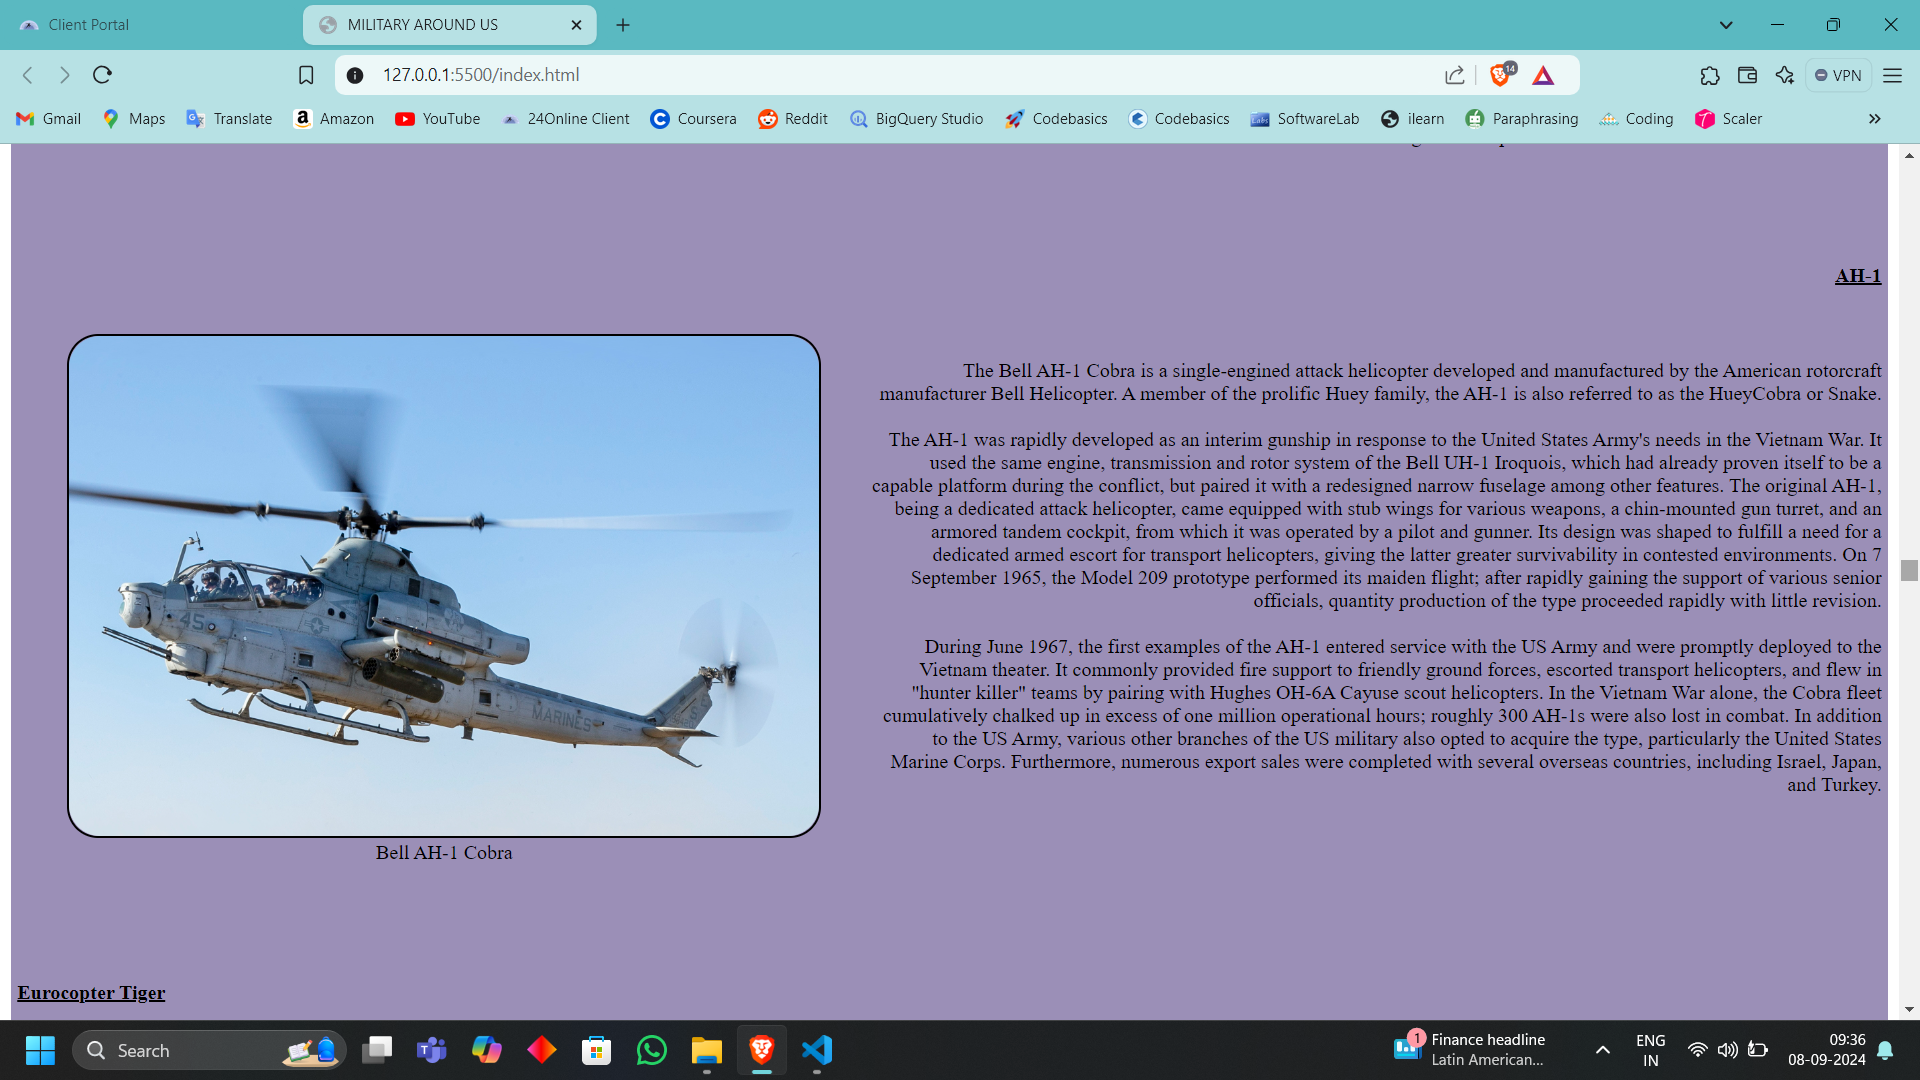 Client Portal
MILITARY AROUND US
127.0.0.1:5500/index.html
14
VPN
Gmail
Maps
Translate
Amazon
YouTube
24Online Client
Coursera
Reddit
BigQuery Studio
Codebasics
Codebasics
SoftwareLab
ilearn
Paraphrasing
Coding
Scaler
AH-1
The Bell AH-1 Cobra is a single-engined attack helicopter developed and manufactured by the American rotorcraft
manufacturer Bell Helicopter. A member of the prolific Huey family, the AH-1 is also referred to as the HueyCobra or Snake.
The AH-1 was rapidly developed as an interim gunship in response to the United States Army's needs in the Vietnam War. It
used the same engine, transmission and rotor system of the Bell UH-1 Iroquois, which had already proven itself to be a
capable platform during the conflict, but paired it with a redesigned narrow fuselage among other features. The original AH-1,
being a dedicated attack helicopter, came equipped with stub wings for various weapons, a chin-mounted gun turret, and an
armored tandem cockpit, from which it was operated by a pilot and gunner. Its design was shaped to fulfill a need for a
dedicated armed escort for transport helicopters, giving the latter greater survivability in contested environments. On 7
September 1965, the Model 209 prototype performed its maiden flight; after rapidly gaining the support of various senior
officials, quantity production of the type proceeded rapidly with little revision.
During June 1967, the first examples of the AH-1 entered service with the US Army and were promptly deployed to the
Vietnam theater. It commonly provided fire support to friendly ground forces, escorted transport helicopters, and flew in
"hunter killer" teams by pairing with Hughes OH-6A Cayuse scout helicopters. In the Vietnam War alone, the Cobra fleet
cumulatively chalked up in excess of one million operational hours; roughly 300 AH-1s were also lost in combat. In addition
to the US Army, various other branches of the US military also opted to acquire the type, particularly the United States
Marine Corps. Furthermore, numerous export sales were completed with several overseas countries, including Israel, Japan,
and Turkey.
45
MARINES
Bell AH-1 Cobra
Eurocopter Tiger
Search
1
Finance headline
Latin American...
ENG
IN
09:36
08-09-2024